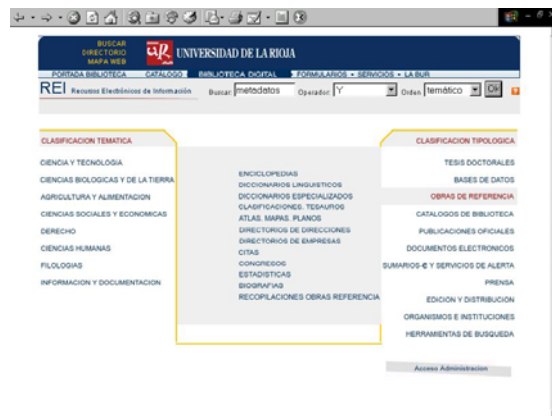 BUSCAR
DIRECTORIO
MAPA WEB
ur UNIVERSIDAD DE LA RIOJA
PORTADA BIBLIOTECA CATALOGO BIBLIOTECA DIGITAL FORMULARIOS • SERVICIOS • LA BUR
REI Recursos Electrónicos de Información Buscar metadatos Operador Y Orden temático Ok
CLASIFICACION TEMATICA
CIENCIA Y TECNOLOGIA
CIENCIAS BIOLOGICAS Y DE LA TIERRA
AGRICULTURA Y ALIMENTACION
CIENCIAS SOCIALES Y ECONOMICAS
DERECHO
CIENCIAS HUMANAS
FILOLOGIAS
INFORMACION Y DOCUMENTACION
ENCICLOPEDIAS
DICCIONARIOS LINGUISTICOS
DICCIONARIOS ESPECIALIZADOS
CLASIFICACIONES. TESAUROS
ATLAS. MAPAS. PLANOS
DIRECTORIOS DE DIRECCIONES
DIRECTORIOS DE EMPRESAS
CITAS
CONGRESOS
ESTADISTICAS
BIOGRAFIAS
RECOPILACIONES OBRAS REFERENCIA
CLASIFICACION TIPOLOGICA
TESIS DOCTORALES
BASES DE DATOS
OBRAS DE REFERENCIA
CATALOGOS DE BIBLIOTECA
PUBLICACIONES OFICIALES
DOCUMENTOS ELECTRONICOS
SUMARIOS-e Y SERVICIOS DE ALERTA
PRENSA
EDICION Y DISTRIBUCION
ORGANISMOS E INSTITUCIONES
HERRAMIENTAS DE BUSQUEDA
Acceso Administracion